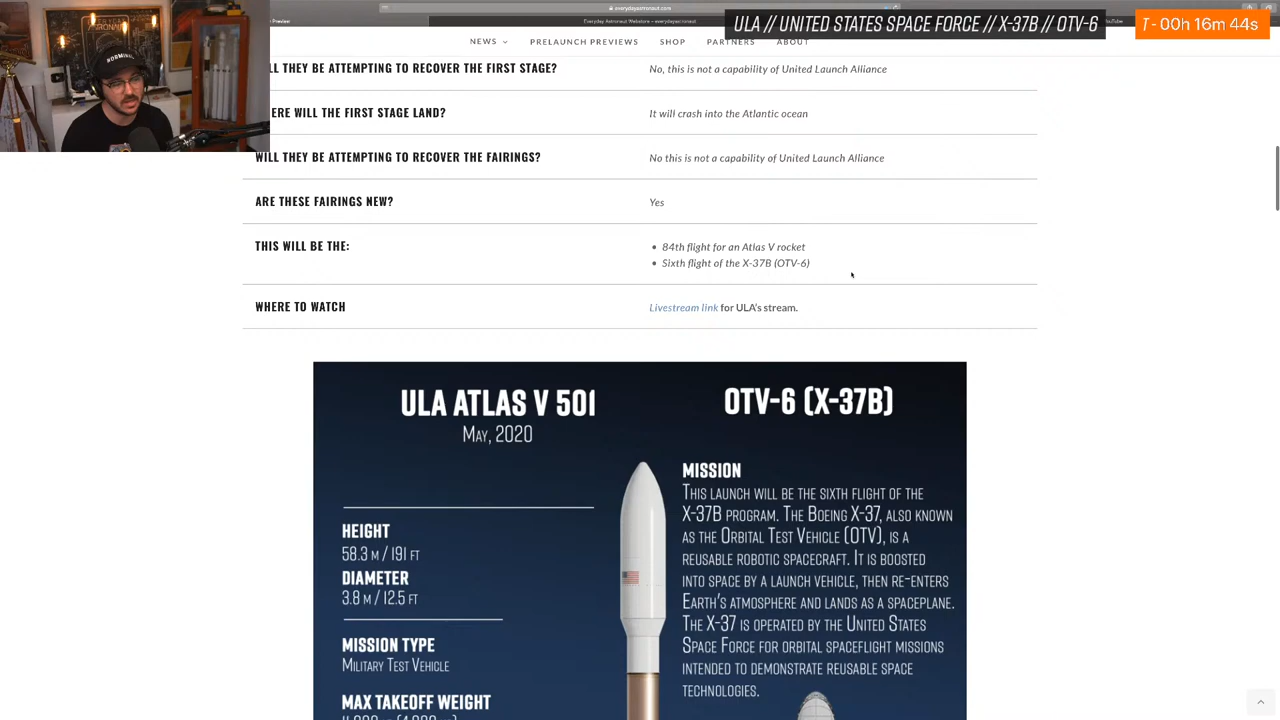 everydayastronaut.com
Everyday Astronaut Webstore – everydayastronaut
ULA // UNITED STATES SPACE FORCE // X-37B // OTV-6
T- 00h 16m 44s
NEWS
PRELAUNCH PREVIEWS
SHOP
PARTNERS
ABOUT
NORMINAL
LL THEY BE ATTEMPTING TO RECOVER THE FIRST STAGE?
No, this is not a capability of United Launch Alliance
ERE WILL THE FIRST STAGE LAND?
It will crash into the Atlantic ocean
WILL THEY BE ATTEMPTING TO RECOVER THE FAIRINGS?
No this is not a capability of United Launch Alliance
ARE THESE FAIRINGS NEW?
Yes
THIS WILL BE THE:
• 84th flight for an Atlas V rocket
• Sixth flight of the X-37B (OTV-6)
WHERE TO WATCH
Livestream link for ULA's stream.
ULA ATLAS V 501
MAY, 2020
HEIGHT
58.3 M / 191 FT
DIAMETER
3.8 M / 12.5 FT
MISSION TYPE
MILITARY TEST VEHICLE
MAX TAKEOFF WEIGHT
OTV-6 (X-37B)
MISSION
THIS LAUNCH WILL BE THE SIXTH FLIGHT OF THE
X-37B PROGRAM. THE BOEING X-37, ALSO KNOWN
AS THE ORBITAL TEST VEHICLE (OTV), IS A
REUSABLE ROBOTIC SPACECRAFT. IT IS BOOSTED
INTO SPACE BY A LAUNCH VEHICLE, THEN RE-ENTERS
EARTH'S ATMOSPHERE AND LANDS AS A SPACEPLANE.
THE X-37 IS OPERATED BY THE UNITED STATES
SPACE FORCE FOR ORBITAL SPACEFLIGHT MISSIONS
INTENDED TO DEMONSTRATE REUSABLE SPACE
TECHNOLOGIES.